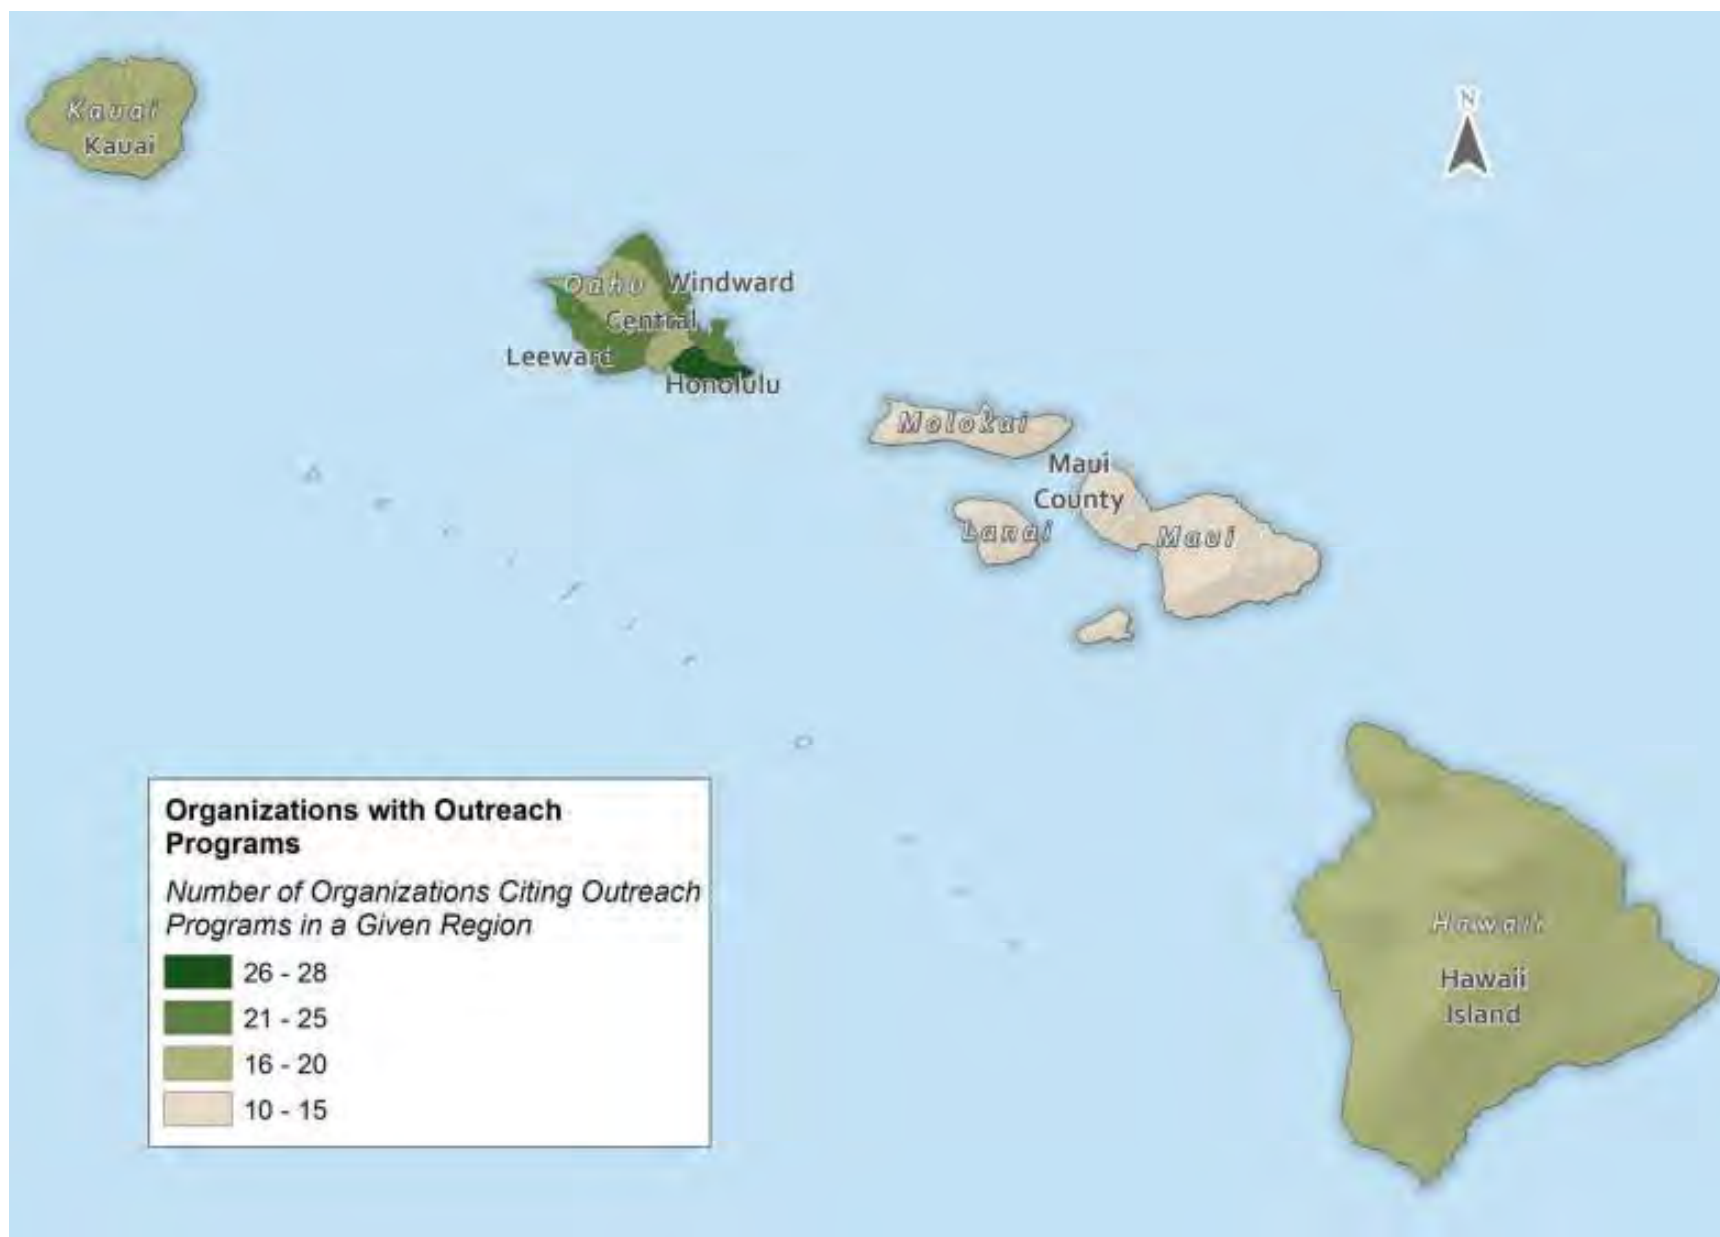 N
Kauai
Kauai
Oahu
Windward
Central
Leeward
Honolulu
Molokai
Maui
County
Lanai
Maui
Hawaii
Hawaii
Island
Organizations with Outreach
Programs
Number of Organizations Citing Outreach
Programs in a Given Region
26 - 28
21 - 25
16 - 20
10 - 15